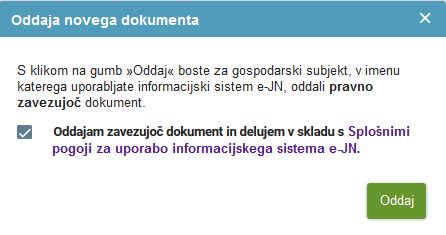 Oddaja novega dokumenta ×
S klikom na gumb »Oddaj« boste za gospodarski subjekt, v imenu
katerega uporabljate informacijski sistem e-JN, oddali pravno
zavezujoč dokument.
Oddajam zavezujoč dokument in delujem v skladu s Splošnimi
pogoji za uporabo informacijskega sistema e-JN.
Oddaj